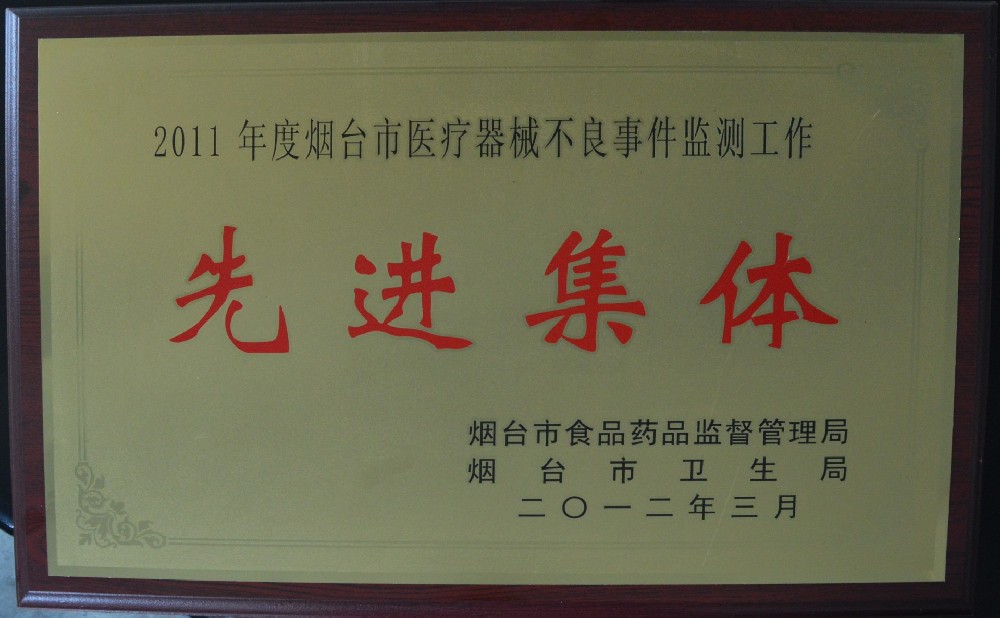 2011 年度烟台市医疗器械不良事件监测工作
先进集体
烟台市食品药品监督管理局
烟台市卫生局
二〇一二年三月